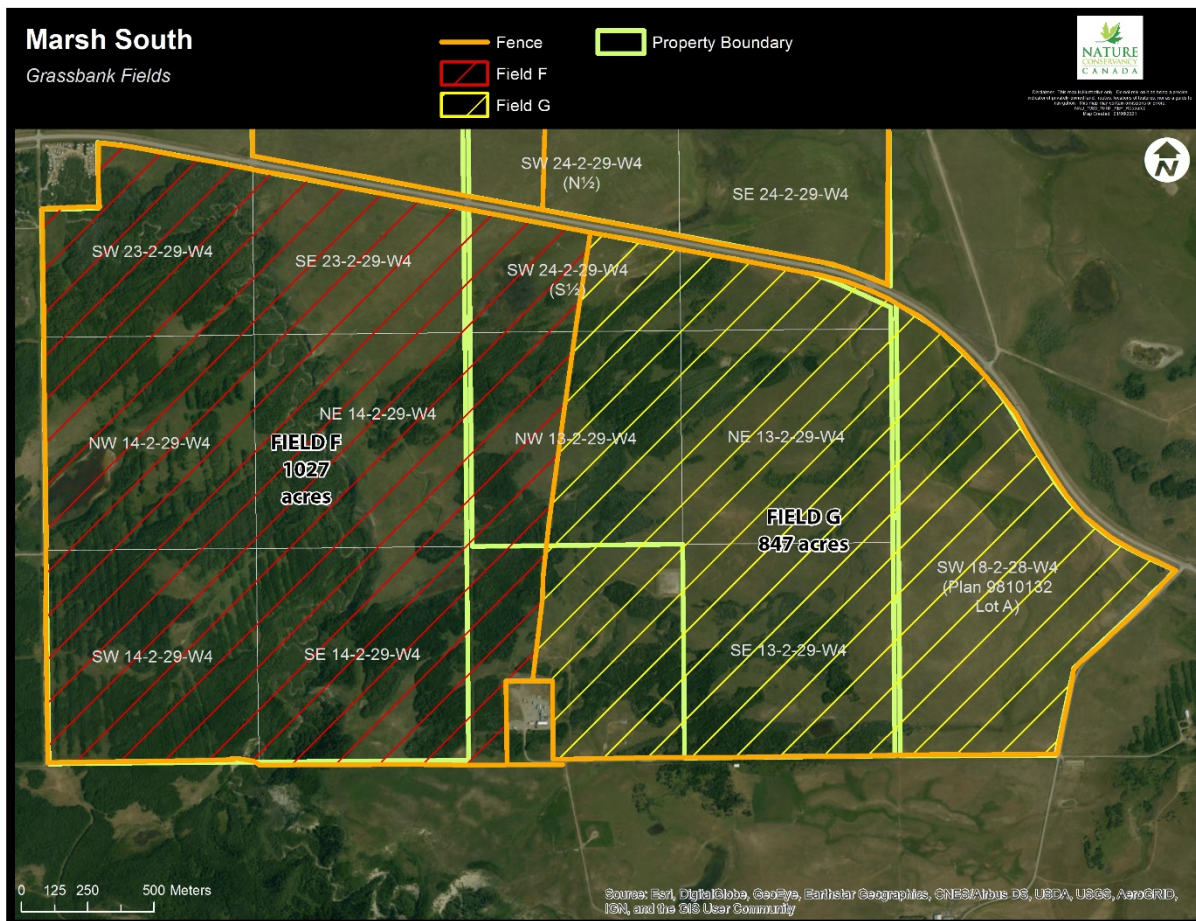 Marsh South
Grassbank Fields
Fence
Field F
Field G
Property Boundary
NATURE
CONSERVANCY
CANADA
N
SW 24-2-29-W4
(N½)
SE 24-2-29-W4
SW 23-2-29-W4
SE 23-2-29-W4
SW 24-2-29-W4
(S½)
NW 14-2-29-W4
NE 14-2-29-W4
FIELD F
1027
acres
NW 13-2-29-W4
NE 13-2-29-W4
FIELD G
847 acres
SW 18-2-28-W4
(Plan 9810132
Lot A)
SW 14-2-29-W4
SE 14-2-29-W4
SE 13-2-29-W4
0 125 250 500 Meters
Source: Esri, DigitalGlobe, GeoEye, Earthstar Geographics, CNES/Airbus DS, USDA, USGS, AeroGRID,
IGN, and the GIS User Community